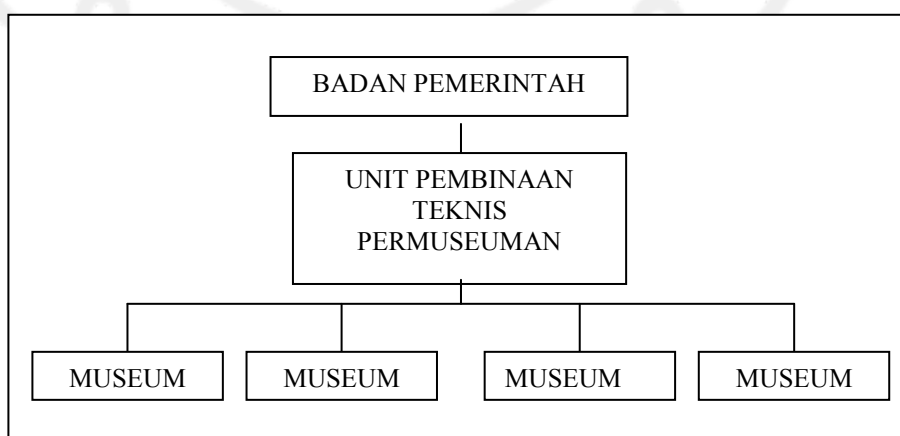 BADAN PEMERINTAH
UNIT PEMBINAAN
TEKNIS
PERMUSEUMAN
MUSEUM
MUSEUM
MUSEUM
MUSEUM